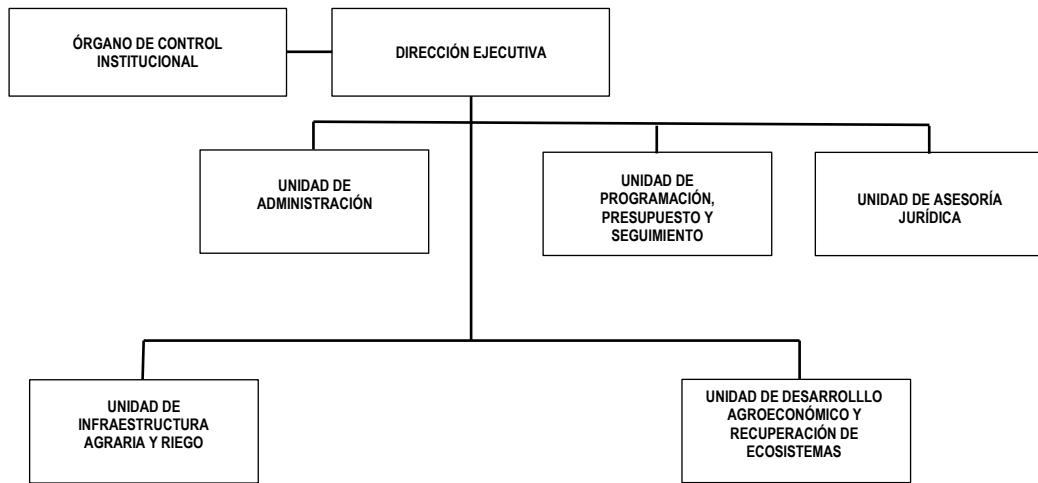 ÓRGANO DE CONTROL
INSTITUCIONAL
DIRECCIÓN EJECUTIVA
UNIDAD DE
ADMINISTRACIÓN
UNIDAD DE
PROGRAMACIÓN,
PRESUPUESTO Y
SEGUIMIENTO
UNIDAD DE ASESORÍA
JURÍDICA
UNIDAD DE
INFRAESTRUCTURA
AGRARIA Y RIEGO
UNIDAD DE DESARROLLLO
AGROECONÓMICO Y
RECUPERACIÓN DE
ECOSISTEMAS